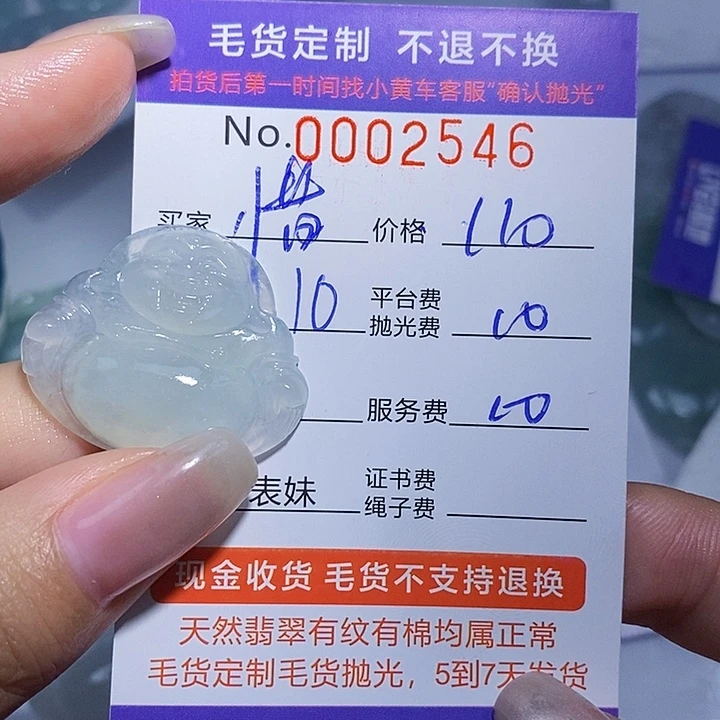 毛货定制 不退不换
拍货后第一时间找小黄车客服"确认抛光"
No.0002546
买家 惜 价格 110
10 平台费 抛光费 10
服务费 10
表妹 证书费 绳子费
现金收货 毛货不支持退换
天然翡翠有纹有棉均属正常
毛货定制毛货抛光，5到7天发货